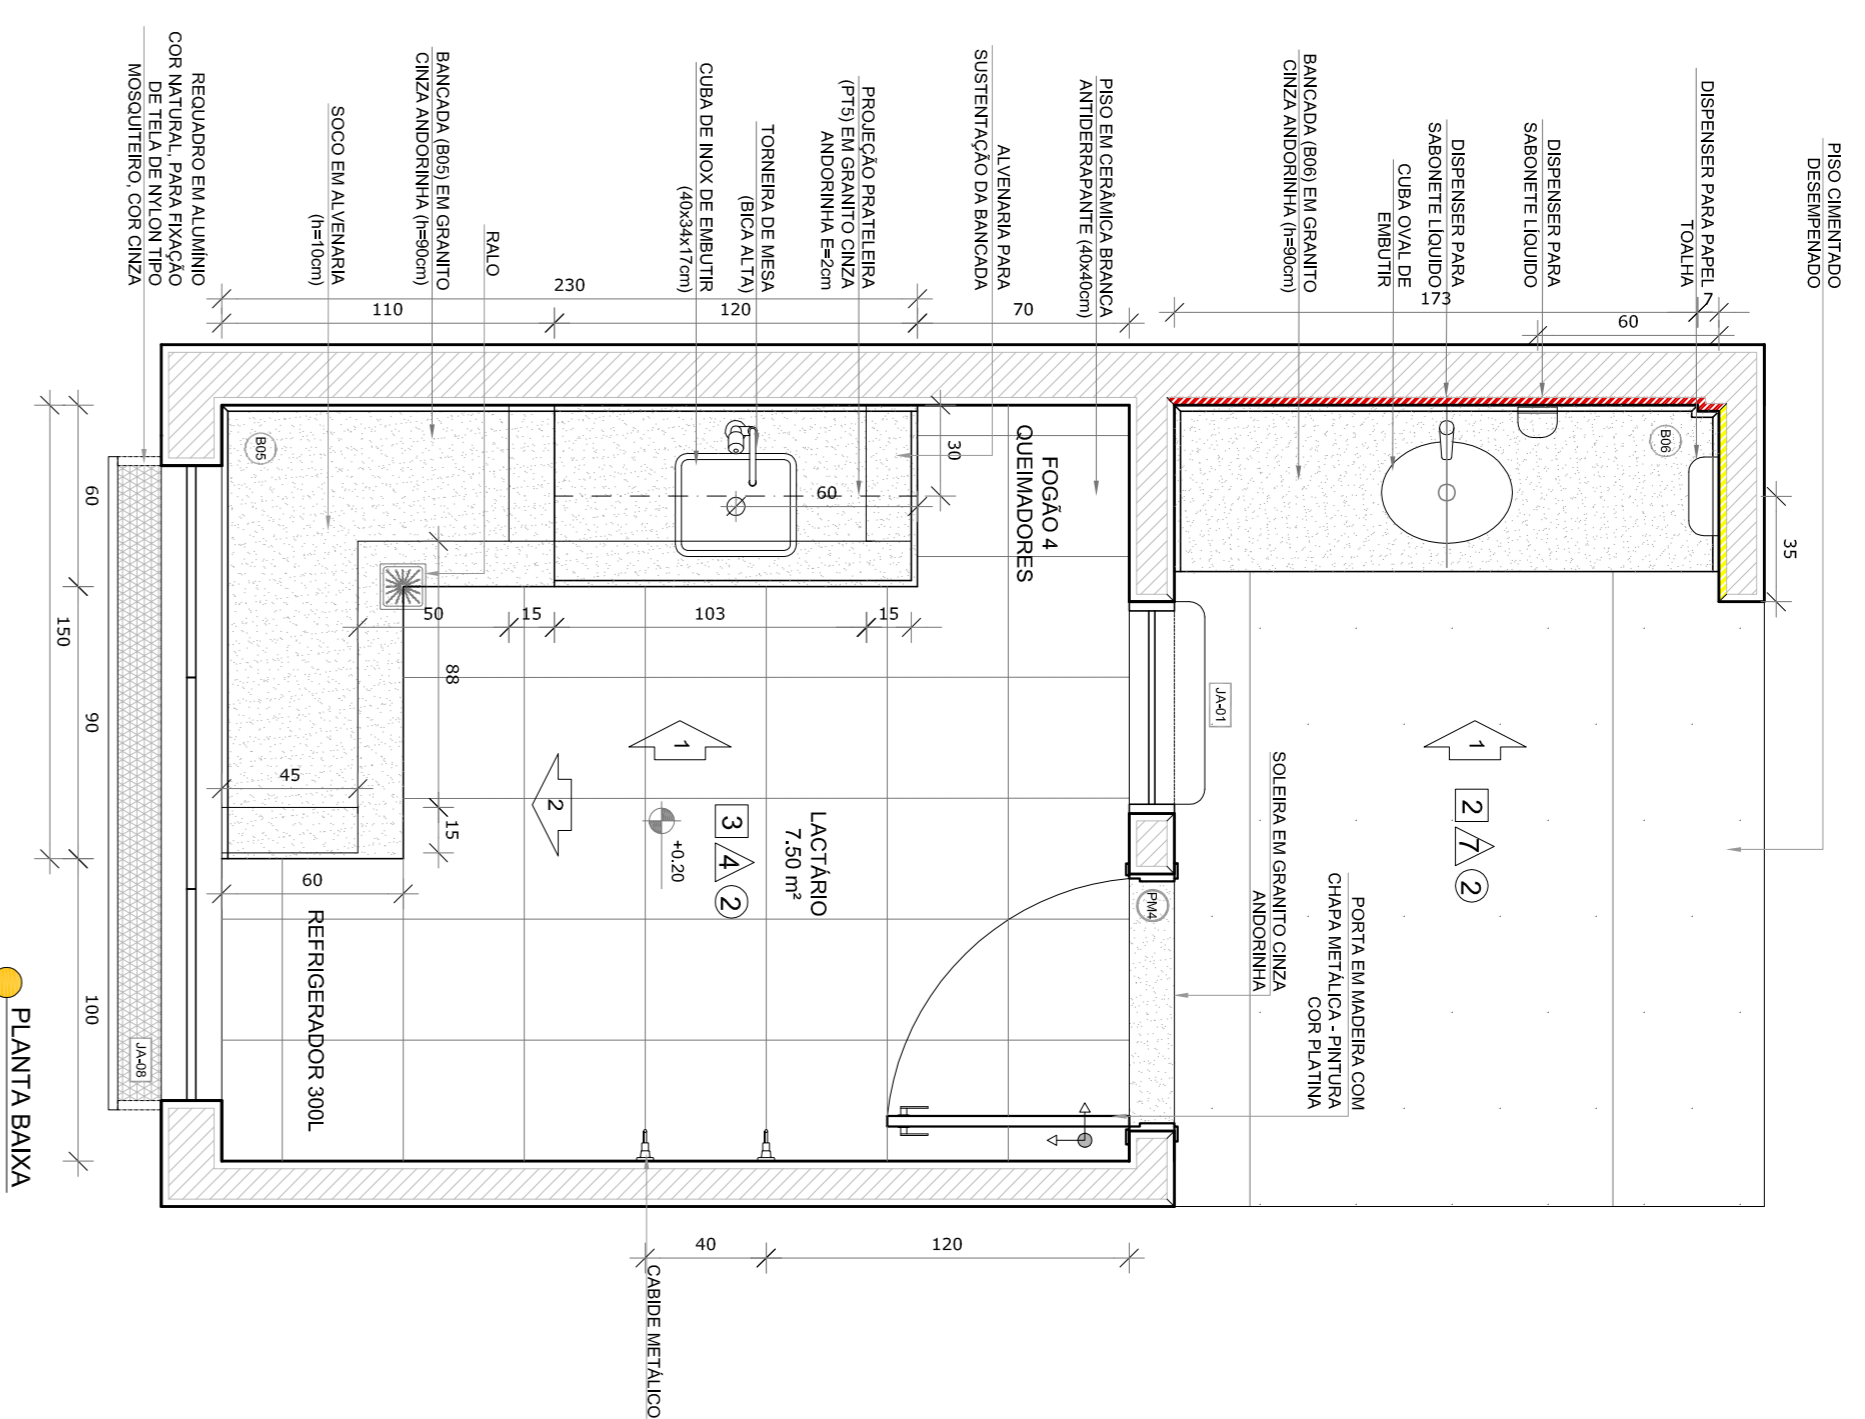 PISO CIMENTADO
DESEMPENADO
DISPENSER PARA PAPEL
TOALHA
DISPENSER PARA
SABONETE LÍQUIDO
DISPENSER PARA
SABONETE LÍQUIDO
CUBA OVAL DE
EMBUTIR
BANCADA (B06) EM GRANITO
CINZA ANDORINHA (h=90cm)
PISO EM CERÂMICA BRANCA
ANTIDERRAPANTE (40x40cm)
ALVENARIA PARA
SUSTENTAÇÃO DA BANCADA
PROJEÇÃO PRATELEIRA
(PT5) EM GRANITO CINZA
ANDORINHA E=2cm
TORNEIRA DE MESA
(BICA ALTA)
CUBA DE INOX DE EMBUTIR
(40x34x17cm)
RALO
BANCADA (B05) EM GRANITO
CINZA ANDORINHA (h=90cm)
SOCO EM ALVENARIA
(h=10cm)
REQUADRO EM ALUMÍNIO
COR NATURAL, PARA FIXAÇÃO
DE TELA DE NYLON TIPO
MOSQUITEIRO, COR CINZA
7
173
60
230
110
120
70
35
B06
B05
30
60
FOGÃO 4
QUEIMADORES
50
15
103
15
88
45
15
60
60
90
100
150
JA-01
1
2
7
2
1
2
LACTÁRIO
7.50 m²
3
4
2
+0.20
SOLEIRA EM GRANITO CINZA
ANDORINHA
PORTA EM MADEIRA COM
CHAPA METÁLICA - PINTURA
COR PLATINA
PM4
REFRIGERADOR 300L
JA-08
40
120
CABIDE METÁLICO
PLANTA BAIXA